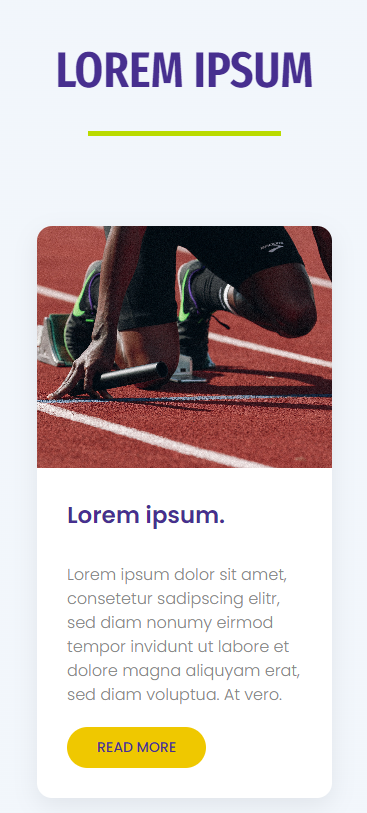 LOREM IPSUM
Lorem ipsum.
Lorem ipsum dolor sit amet,
consetetur sadipscing elitr,
sed diam nonumy eirmod
tempor invidunt ut labore et
dolore magna aliquyam erat,
sed diam voluptua. At vero.
READ MORE